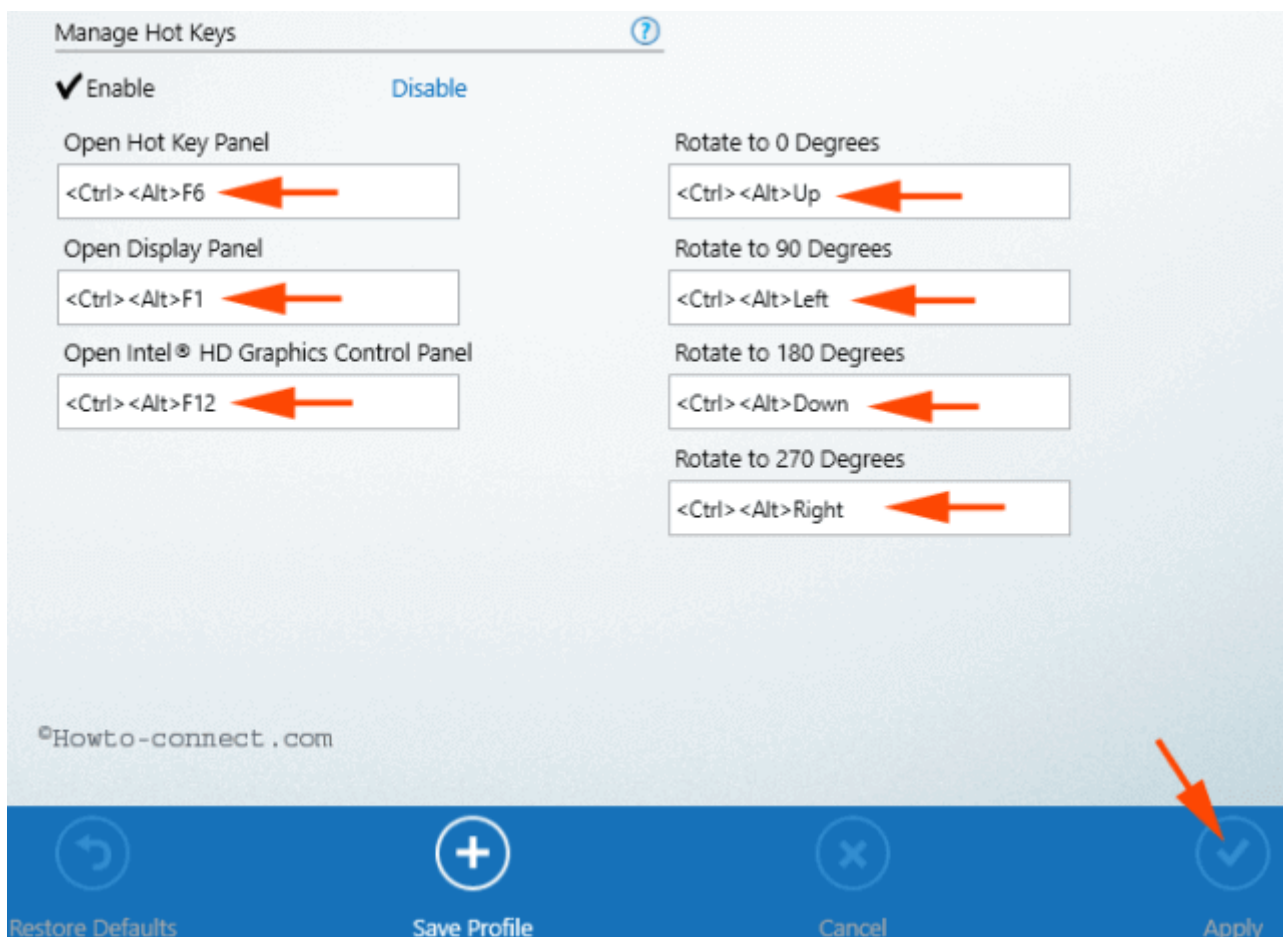 Manage Hot Keys ?
Enable Disable
Open Hot Key Panel
<Ctrl><Alt>F6
Open Display Panel
<Ctrl><Alt>F1
Open Intel® HD Graphics Control Panel
<Ctrl><Alt>F12
Rotate to 0 Degrees
<Ctrl><Alt>Up
Rotate to 90 Degrees
<Ctrl><Alt>Left
Rotate to 180 Degrees
<Ctrl><Alt>Down
Rotate to 270 Degrees
<Ctrl><Alt>Right
©Howto-connect.com
Restore Defaults Save Profile Cancel Apply